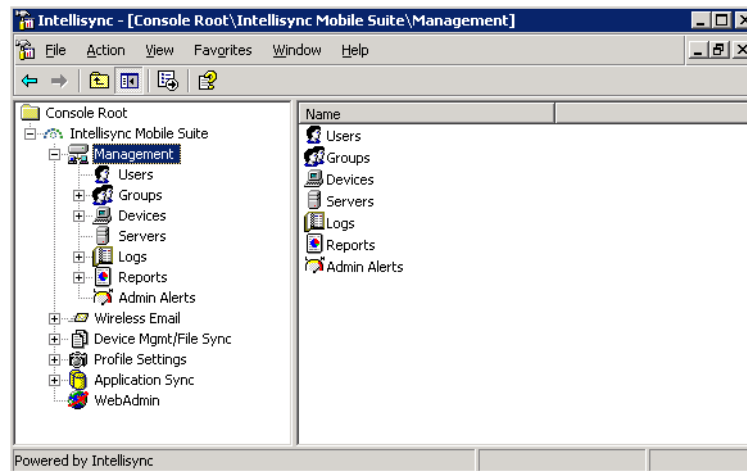 Intellisync - [Console Root\Intellisync Mobile Suite\Management]
File Action View Favorites Window Help
Console Root
Intellisync Mobile Suite
Management
Users
Groups
Devices
Servers
Logs
Reports
Admin Alerts
Wireless Email
Device Mgmt/File Sync
Profile Settings
Application Sync
WebAdmin
Name
Users
Groups
Devices
Servers
Logs
Reports
Admin Alerts
Powered by Intellisync